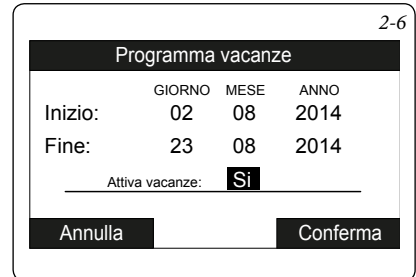 2-6
Programma vacanze
GIORNO MESE ANNO
Inizio: 02 08 2014
Fine: 23 08 2014
Attiva vacanze: Si
Annulla Conferma